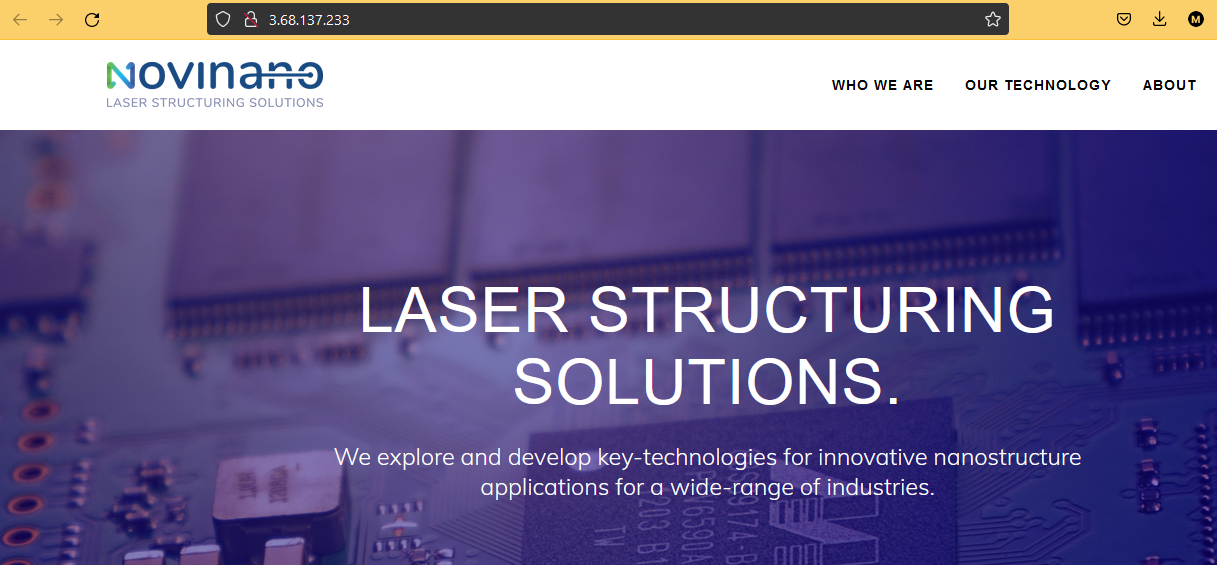 3.68.137.233
M
Novinano
LASER STRUCTURING SOLUTIONS
WHO WE ARE
OUR TECHNOLOGY
ABOUT
LASER STRUCTURING
SOLUTIONS.
We explore and develop key-technologies for innovative nanostructure
applications for a wide-range of industries.